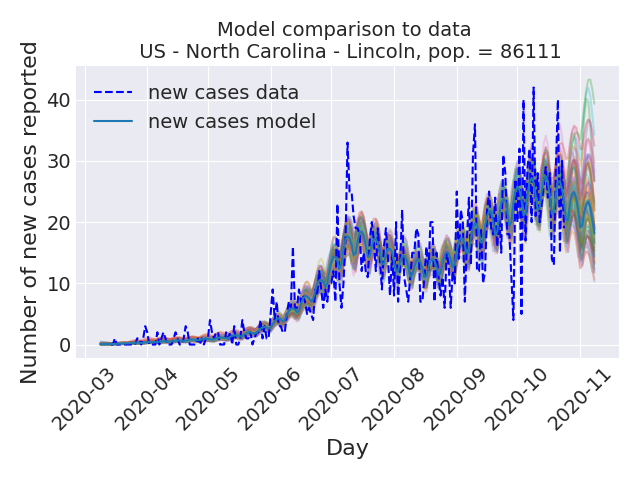 Model comparison to data
US - North Carolina - Lincoln, pop. = 86111
Number of new cases reported
40
30
20
10
0
new cases data
new cases model
2020-03
2020-04
2020-05
2020-06
2020-07
2020-08
2020-09
2020-10
2020-11
Day